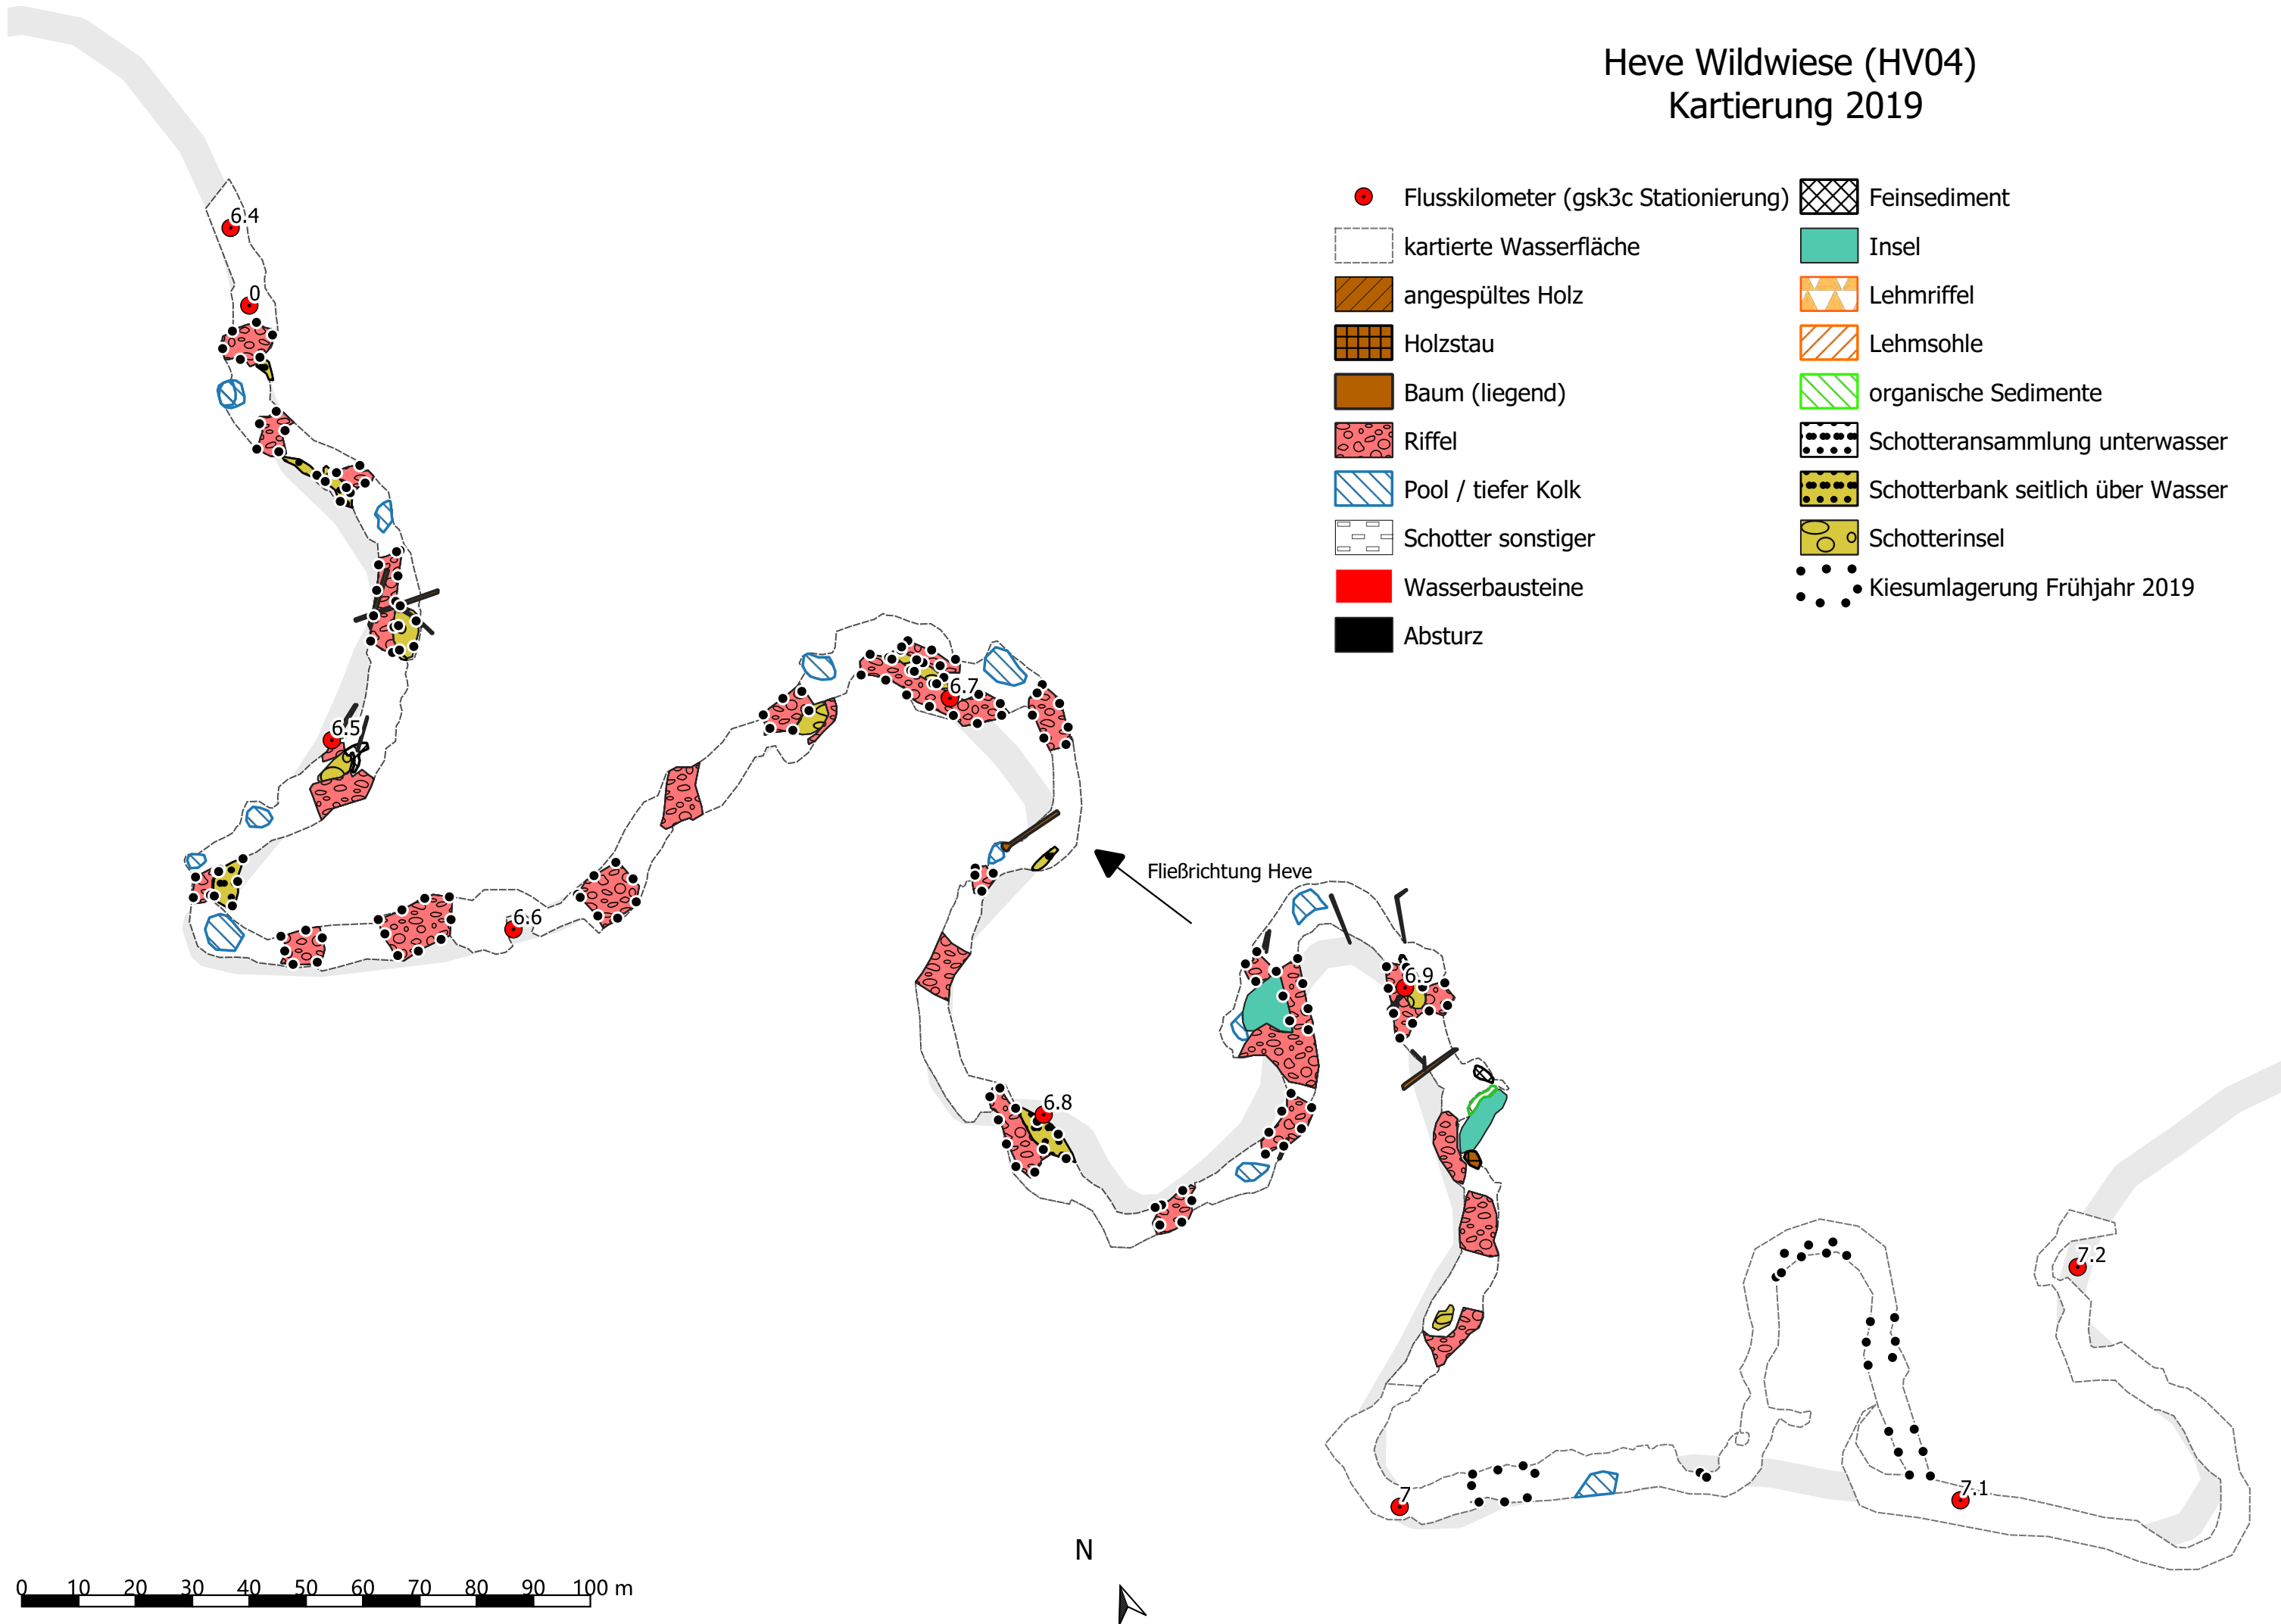 Heve Wildwiese (HV04)
Kartierung 2019
Flusskilometer (gsk3c Stationierung)
kartierte Wasserfläche
angespültes Holz
Holzstau
Baum (liegend)
Riffel
Pool / tiefer Kolk
Schotter sonstiger
Wasserbausteine
Absturz
Feinsediment
Insel
Lehmriffel
Lehmsohle
organische Sedimente
Schotteransammlung unterwasser
Schotterbank seitlich über Wasser
Schotterinsel
Kiesumlagerung Frühjahr 2019
6.4
0
6.5
6.6
6.7
Fließrichtung Heve
6.8
6.9
7
7.1
7.2
N
0 10 20 30 40 50 60 70 80 90 100 m